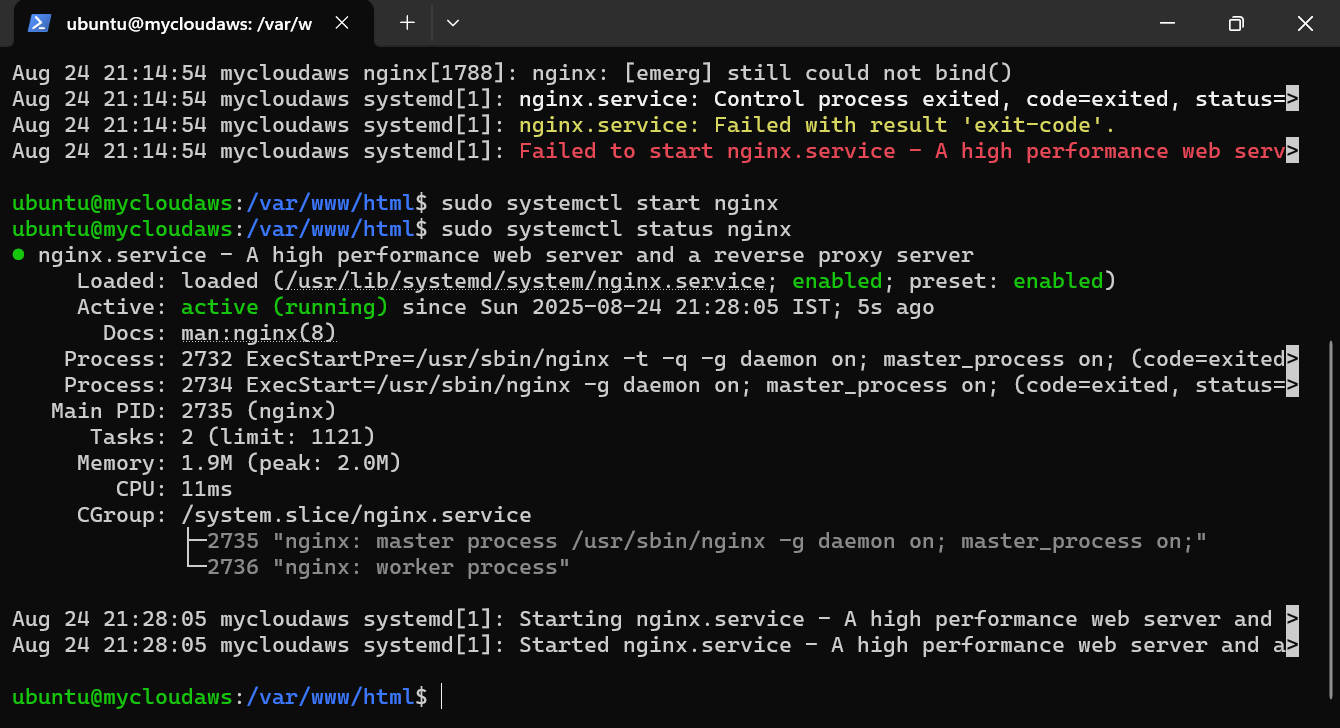 ubuntu@mycloudaws: /var/w
Aug 24 21:14:54 mycloudaws nginx[1788]: nginx: [emerg] still could not bind()
Aug 24 21:14:54 mycloudaws systemd[1]: nginx.service: Control process exited, code=exited, status=>
Aug 24 21:14:54 mycloudaws systemd[1]: nginx.service: Failed with result 'exit-code'.
Aug 24 21:14:54 mycloudaws systemd[1]: Failed to start nginx.service - A high performance web serv>
ubuntu@mycloudaws:/var/www/html$ sudo systemctl start nginx
ubuntu@mycloudaws:/var/www/html$ sudo systemctl status nginx
● nginx.service - A high performance web server and a reverse proxy server
Loaded: loaded (/usr/lib/systemd/system/nginx.service; enabled; preset: enabled)
Active: active (running) since Sun 2025-08-24 21:28:05 IST; 5s ago
Docs: man:nginx(8)
Process: 2732 ExecStartPre=/usr/sbin/nginx -t -q -g daemon on; master_process on; (code=exited>
Process: 2734 ExecStart=/usr/sbin/nginx -g daemon on; master_process on; (code=exited, status=>
Main PID: 2735 (nginx)
Tasks: 2 (limit: 1121)
Memory: 1.9M (peak: 2.0M)
CPU: 11ms
CGroup: /system.slice/nginx.service
├─2735 "nginx: master process /usr/sbin/nginx -g daemon on; master_process on;"
└─2736 "nginx: worker process"
Aug 24 21:28:05 mycloudaws systemd[1]: Starting nginx.service - A high performance web server and >
Aug 24 21:28:05 mycloudaws systemd[1]: Started nginx.service - A high performance web server and a>
ubuntu@mycloudaws:/var/www/html$